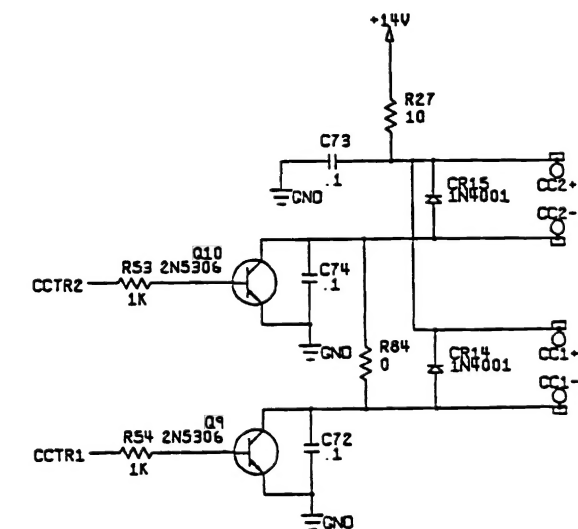 +14V
R27
10
C73
.1
GND
CR15
1N4001
CC2+
CC2-
Q10
R53 2N5306
1K
CCTR2
C74
.1
GND
R84
0
CR14
1N4001
CC1+
CC1-
Q9
R54 2N5306
1K
CCTR1
C72
.1
GND